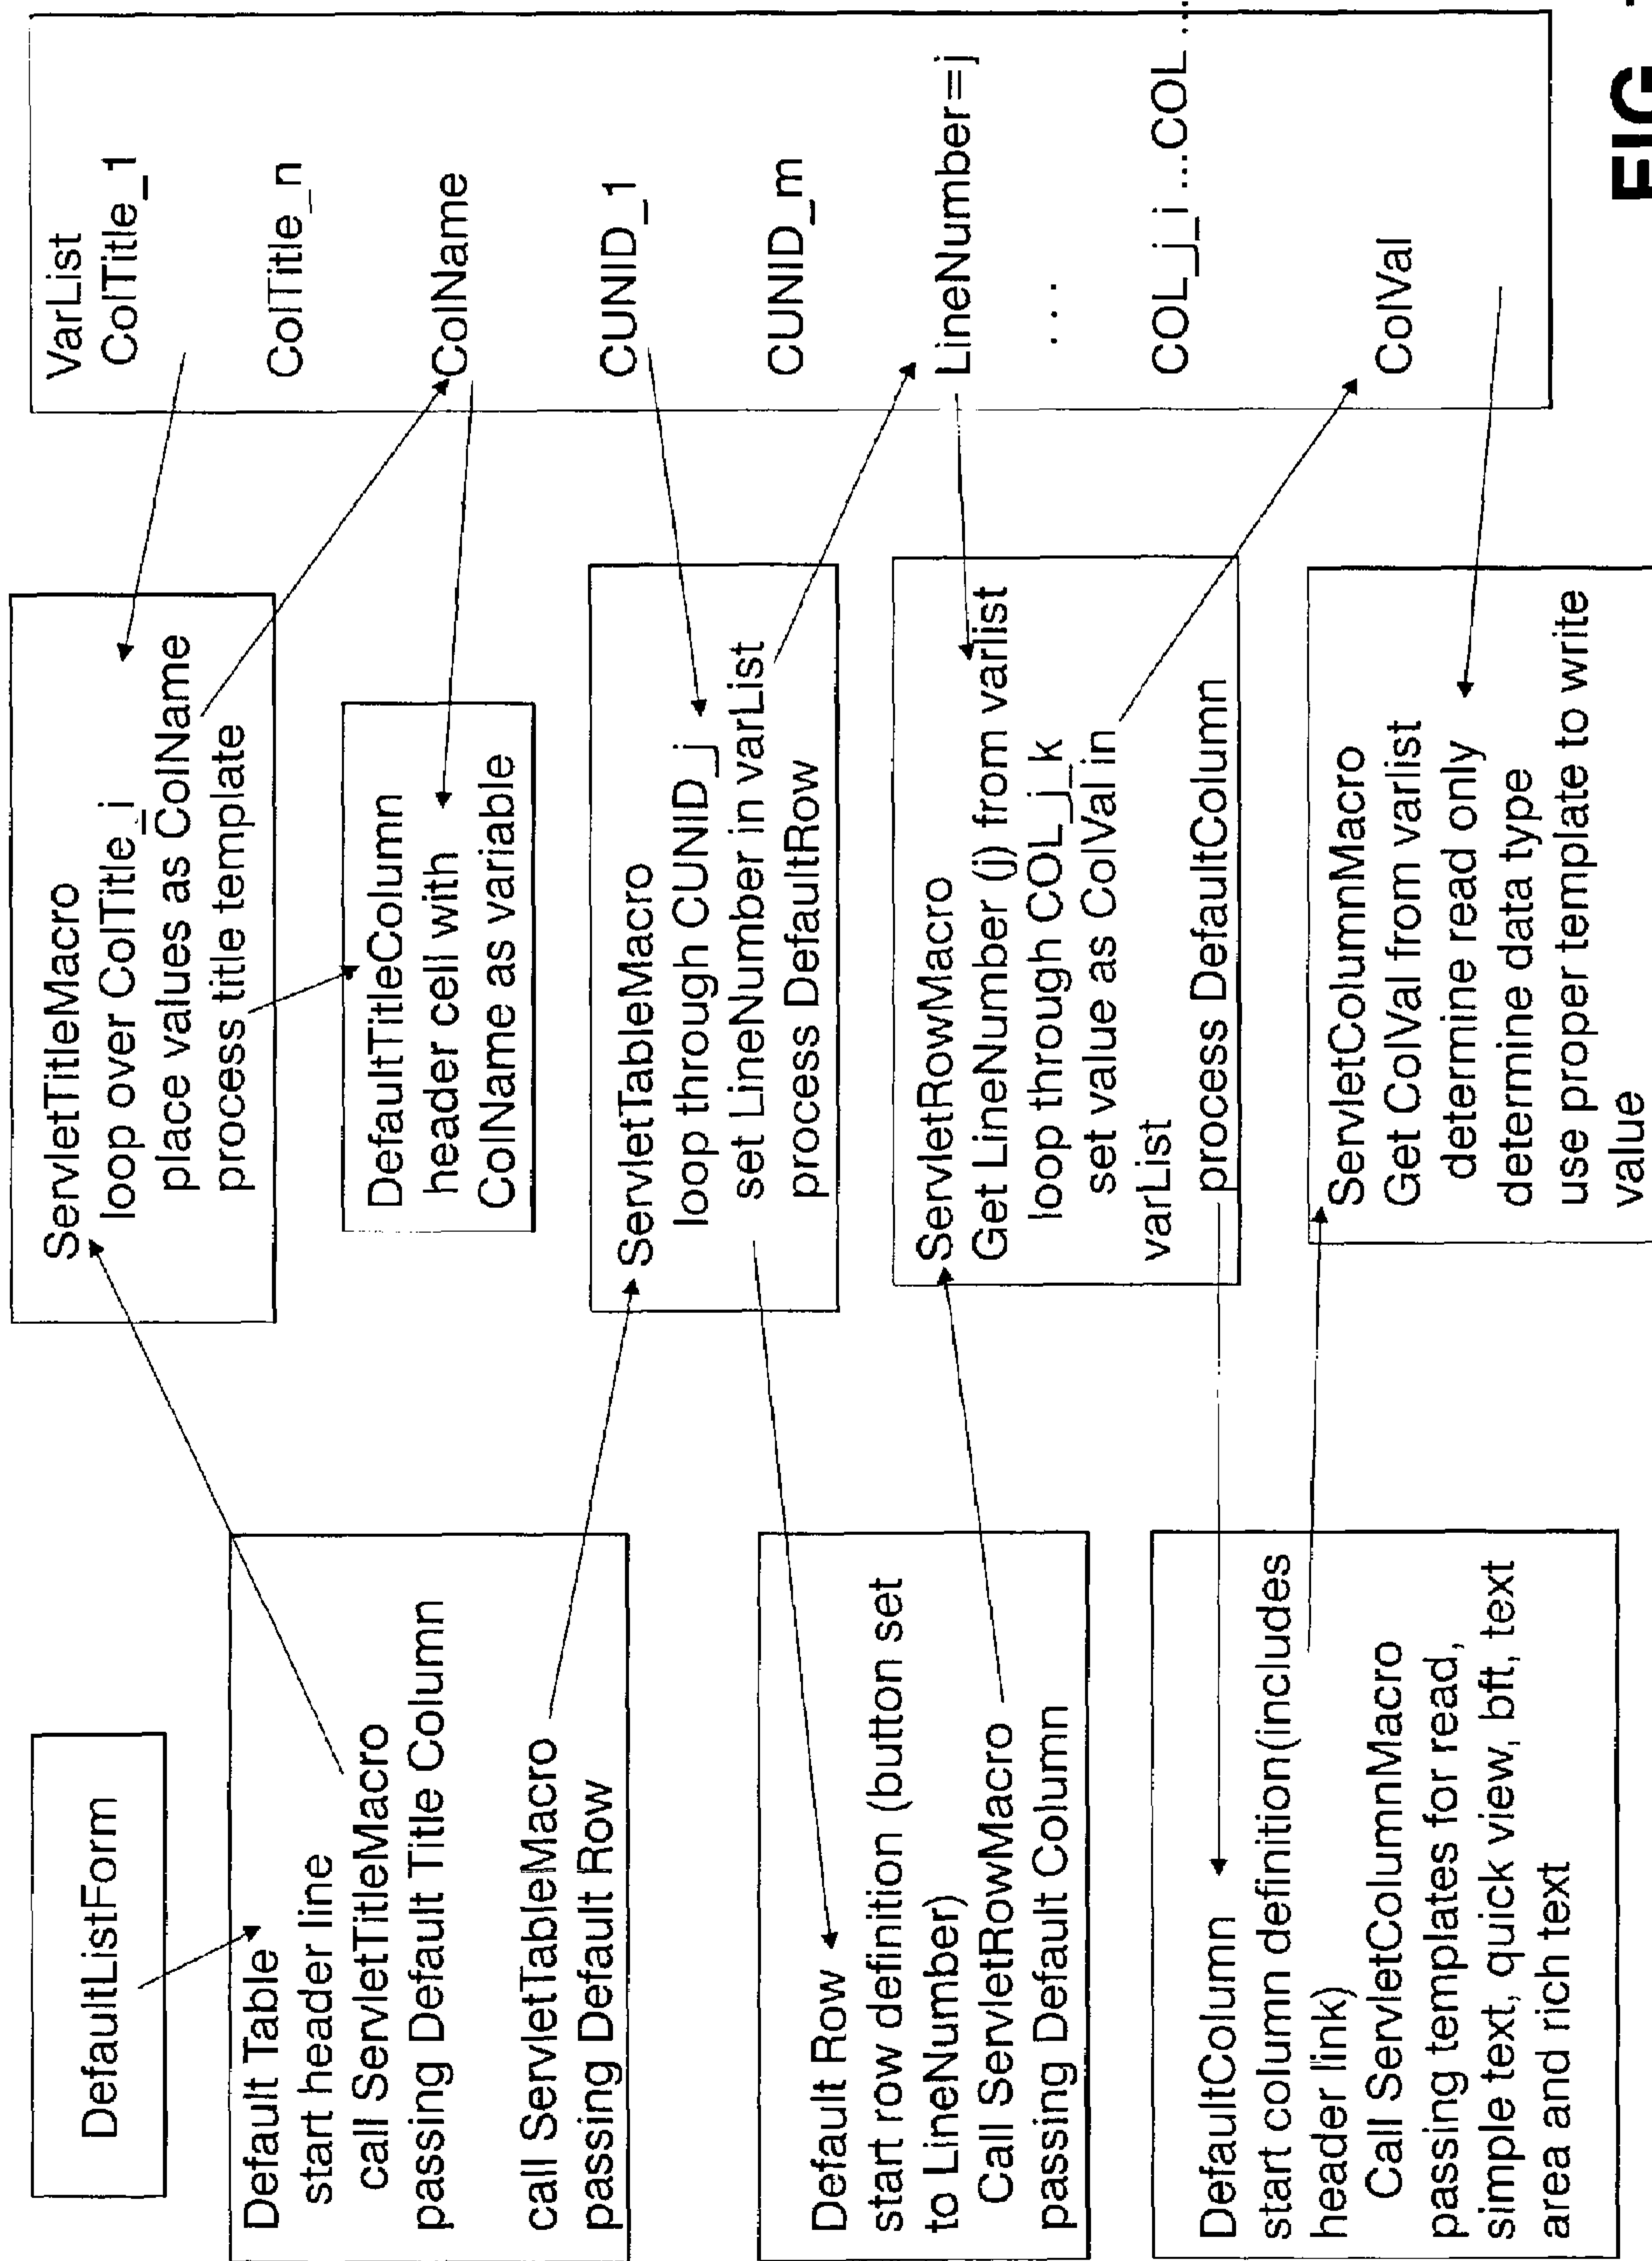 DefaultListForm
Default Table
start header line
call ServletTitleMacro
passing Default Title Column
call ServletTableMacro
passing Default Row
Default Row
start row definition (button set
to LineNumber)
Call ServletRowMacro
passing Default Column
DefaultColumn
start column definition(includes
header link)
Call ServletColumnMacro
passing templates for read,
simple text, quick view, bft, text
area and rich text
ServletTitleMacro
loop over ColTitle_i
place values as ColName
process title template
DefaultTitleColumn
header cell with
ColName as variable
ServletTableMacro
loop through CUNID_j
set LineNumber in varList
process DefaultRow
ServletRowMacro
Get LineNumber (j) from varlist
loop through COL_j_k
set value as ColVal in
varList
process DefaultColumn
ServletColumnMacro
Get ColVal from varlist
determine read only
determine data type
use proper template to write
value
VarList
ColTitle_1
ColTitle_n
ColName
CUNID_1
CUNID_m
LineNumber=j
...
COL_j_i ...COL...
ColVal
FIG.